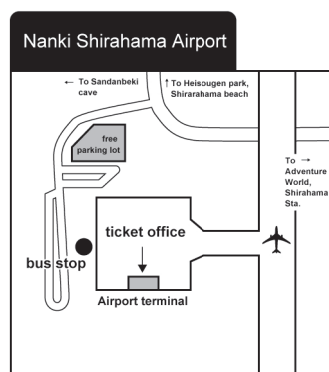 Nanki Shirahama Airport
← To Sandanbeki
cave
↑ To Heisougen park,
Shirarahama beach
free
parking lot
To →
Adventure
World,
Shirahama
Sta.
ticket office
bus stop
Airport terminal